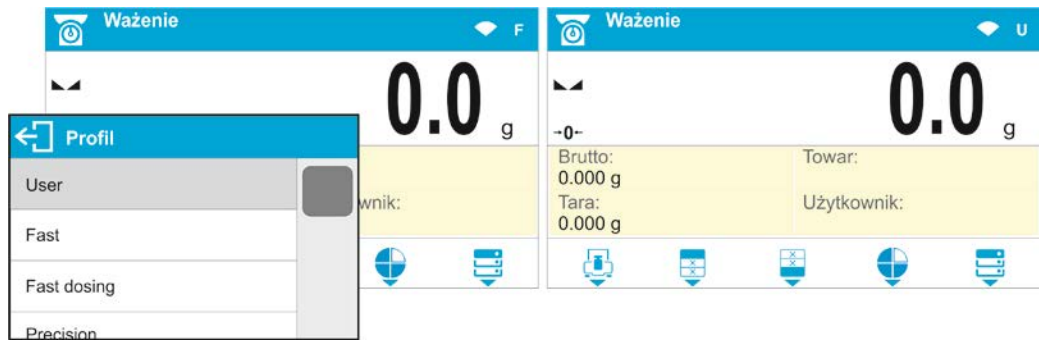 Ważenie
F
0.0 g
Profil
User
Fast
Fast dosing
Precision
wnik:
Ważenie
U
0.0 g
→0←
Brutto:
0.000 g
Towar:
Tara:
0.000 g
Użytkownik: